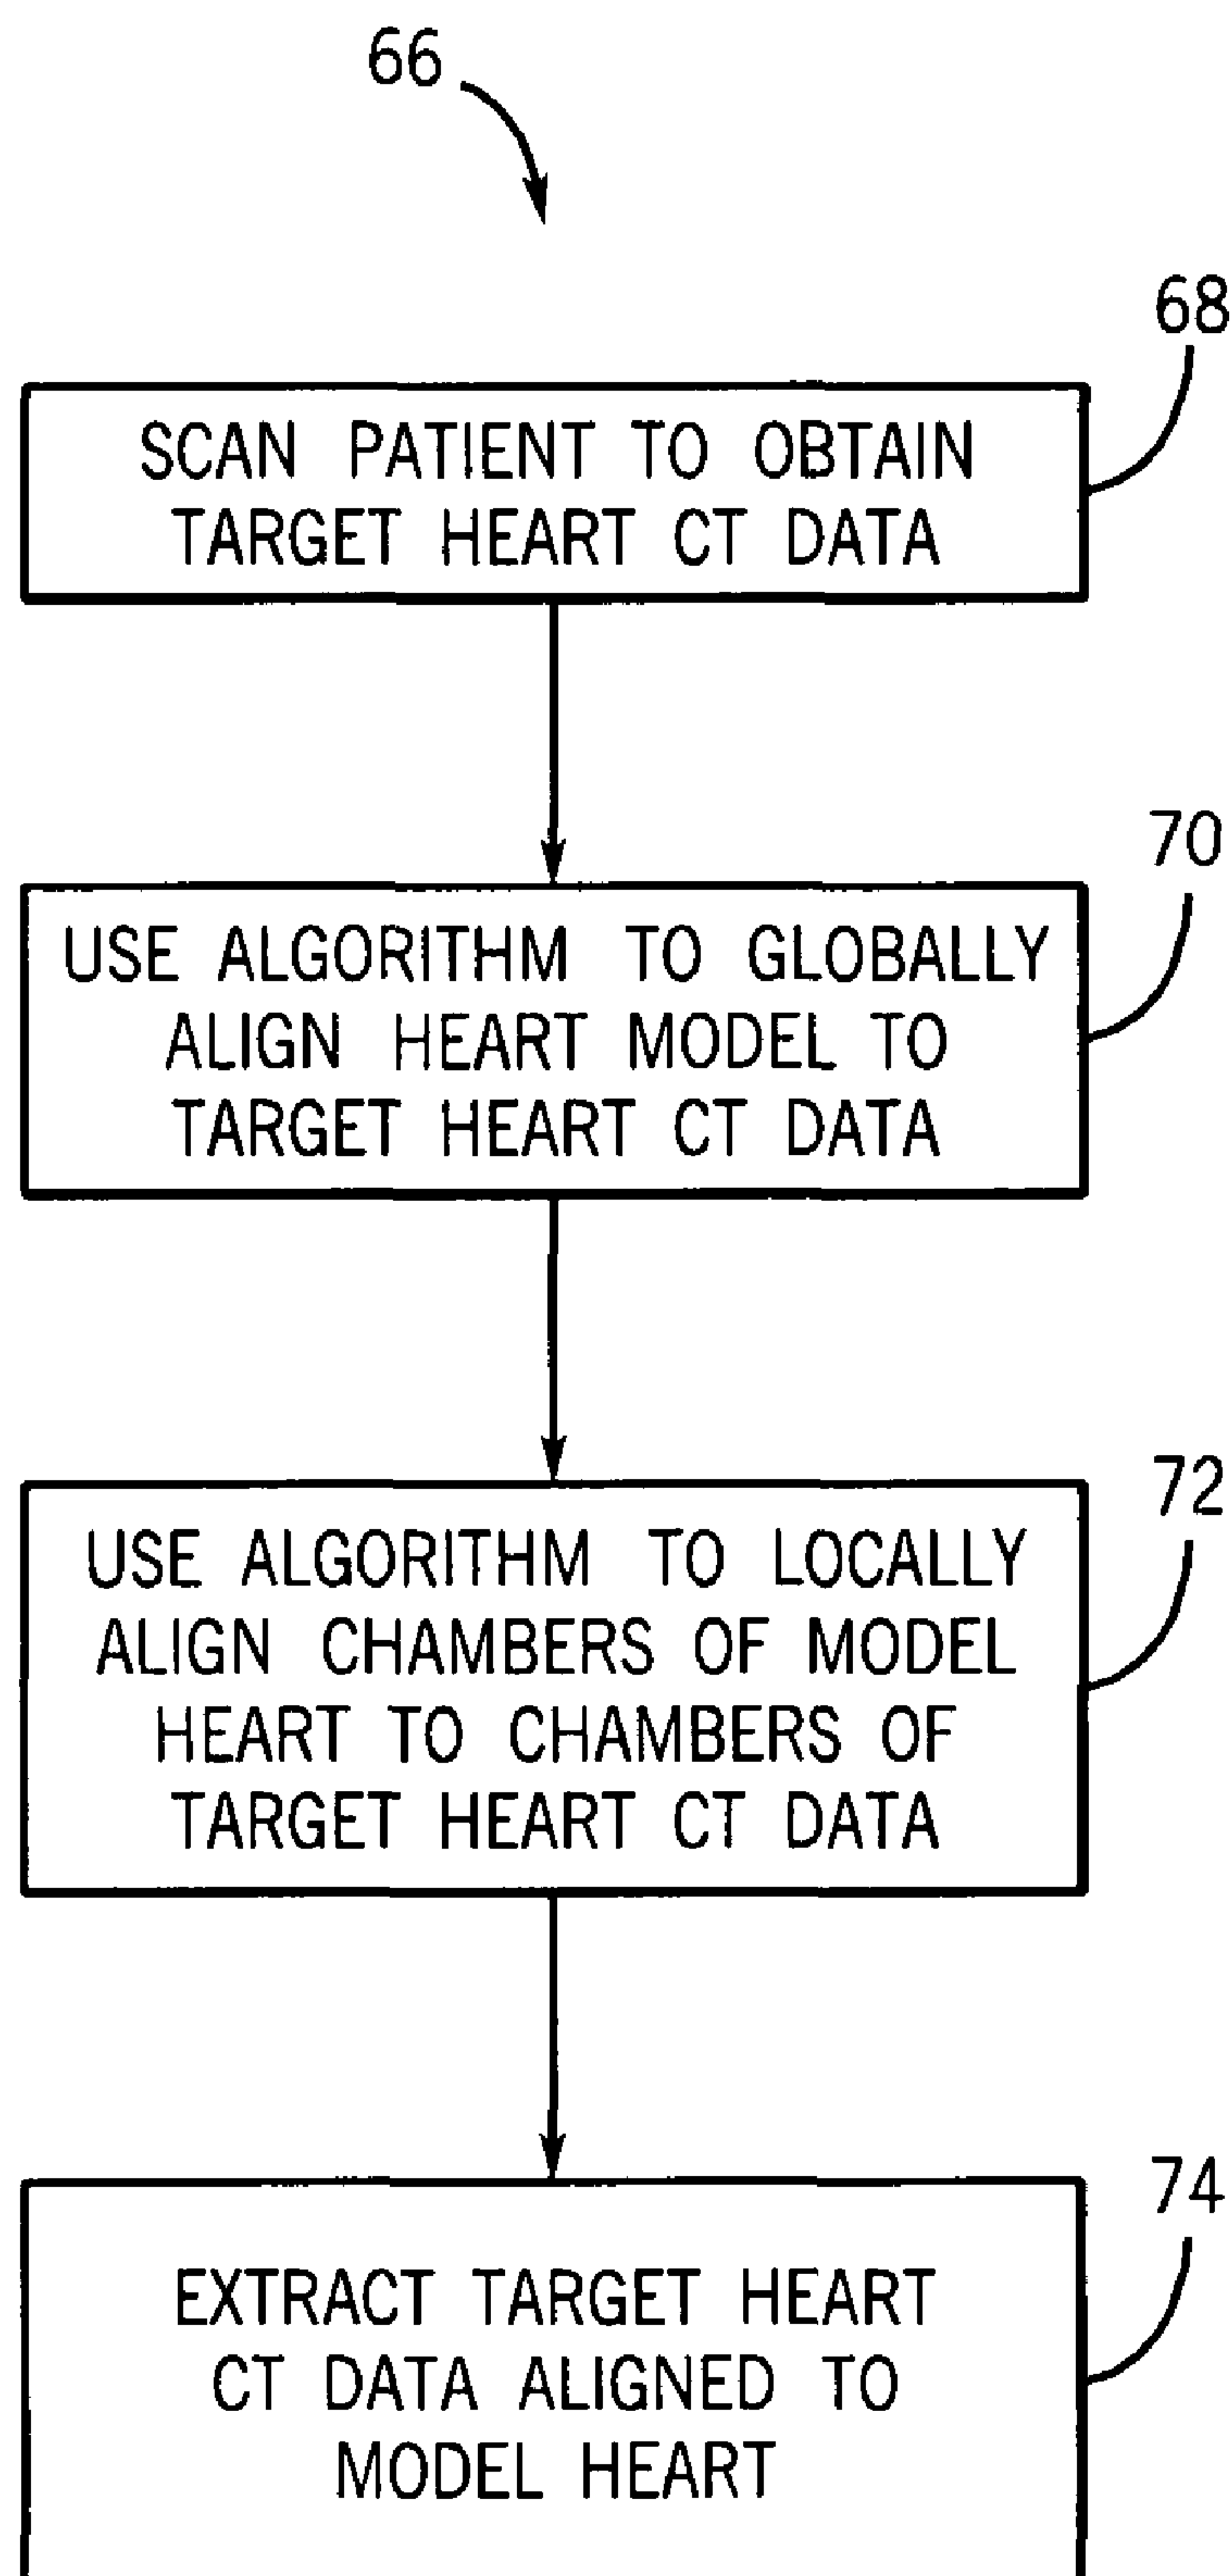 66
68
SCAN PATIENT TO OBTAIN
TARGET HEART CT DATA
70
USE ALGORITHM TO GLOBALLY
ALIGN HEART MODEL TO
TARGET HEART CT DATA
72
USE ALGORITHM TO LOCALLY
ALIGN CHAMBERS OF MODEL
HEART TO CHAMBERS OF
TARGET HEART CT DATA
74
EXTRACT TARGET HEART
CT DATA ALIGNED TO
MODEL HEART